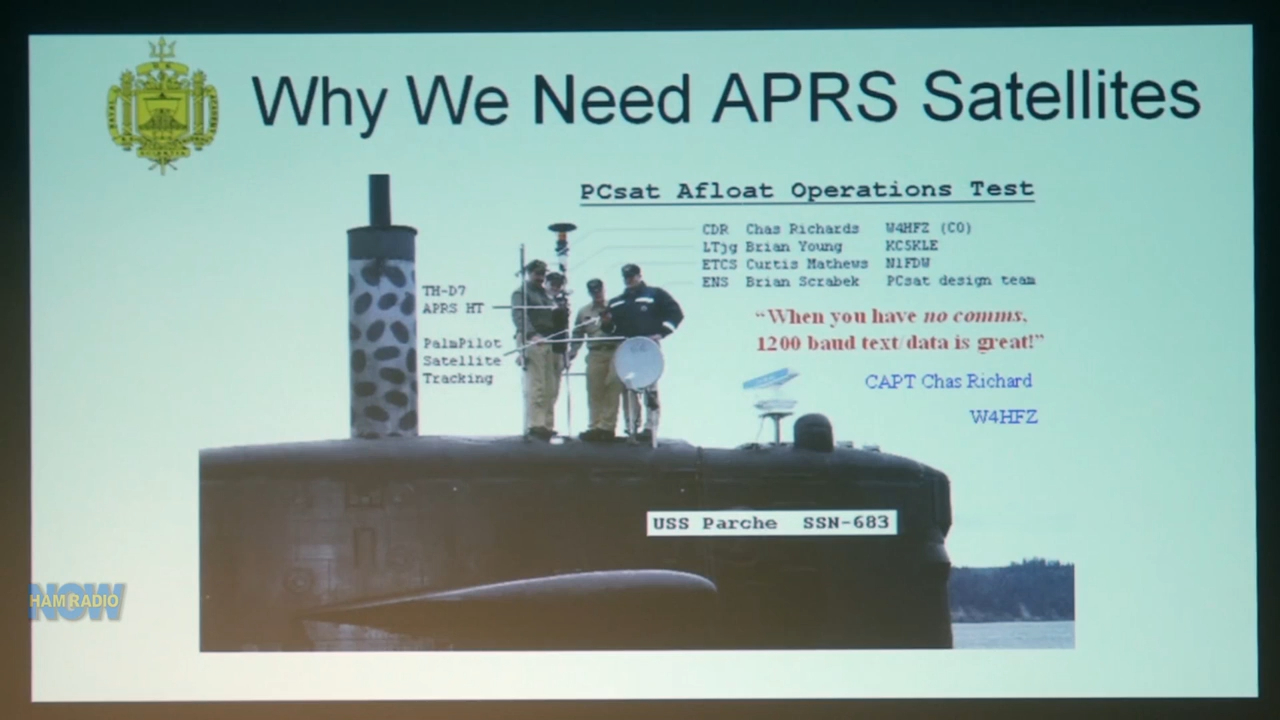 Why We Need APRS Satellites
PCsat Afloat Operations Test
CDR Chas Richards W4HFZ (CO)
LTjg Brian Young KC5KLE
ETCS Curtis Mathews N1FDW
ENS Brian Scrabek PCsat design team
TH-D7
APRS HT
PalmPilot
Satellite
Tracking
“When you have no comms,
1200 baud text/data is great!”
CAPT Chas Richard
W4HFZ
USS Parche SSN-683
HAM RADIO
NOW